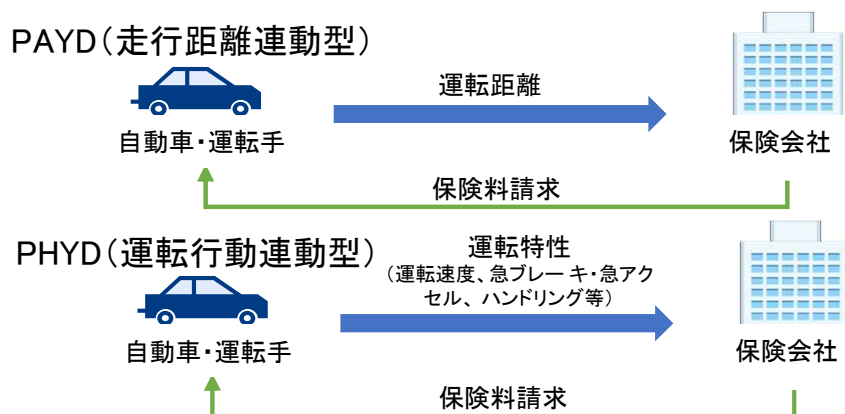 PAYD(走行距離連動型)
運転距離
自動車・運転手
保険会社
保険料請求
PHYD(運転行動連動型)
運転特性
(運転速度、急ブレーキ・急アク
セル、ハンドリング等)
自動車・運転手
保険会社
保険料請求